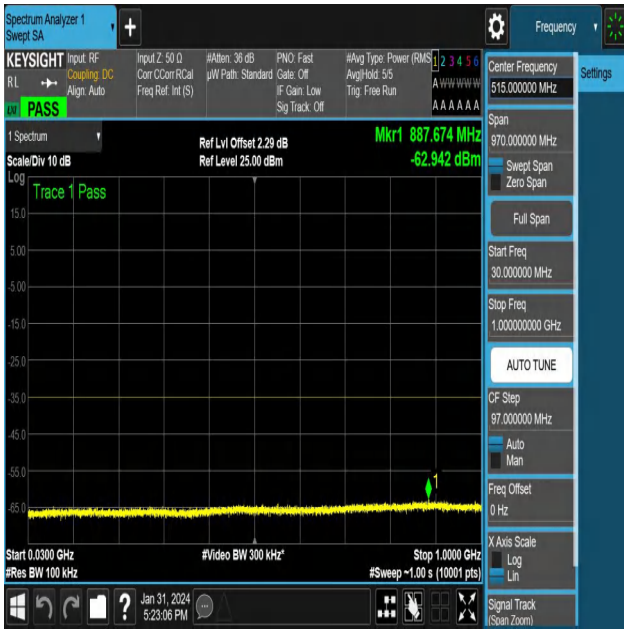 Spectrum Analyzer 1
Swept SA
+
Frequency
KEYSIGHT
RL
LXI PASS
Input: RF
Coupling: DC
Align: Auto
Input Z: 50 Ω
Corr CCorr RCal
Freq Ref: Int (S)
#Atten: 36 dB
µW Path: Standard
PNO: Fast
Gate: Off
IF Gain: Low
Sig Track: Off
#Avg Type: Power (RMS
Avg|Hold: 5/5
Trig: Free Run
1 2 3 4 5 6
A W W W W W
A A A A A A
1 Spectrum
Scale/Div 10 dB
Ref Lvl Offset 2.29 dB
Ref Level 25.00 dBm
Mkr1 887.674 MHz
-62.942 dBm
Log
Trace 1 Pass
15.0
5.00
-5.00
-15.0
-25.0
-35.0
-45.0
-55.0
-65.0
1
Start 0.0300 GHz
#Res BW 100 kHz
#Video BW 300 kHz*
Stop 1.0000 GHz
#Sweep ~1.00 s (10001 pts)
Center Frequency
515.000000 MHz
Settings
Span
970.000000 MHz
Swept Span
Zero Span
Full Span
Start Freq
30.000000 MHz
Stop Freq
1.000000000 GHz
AUTO TUNE
CF Step
97.000000 MHz
Auto
Man
Freq Offset
0 Hz
X Axis Scale
Log
Lin
Signal Track
(Span Zoom)
?
Jan 31, 2024
5:23:06 PM